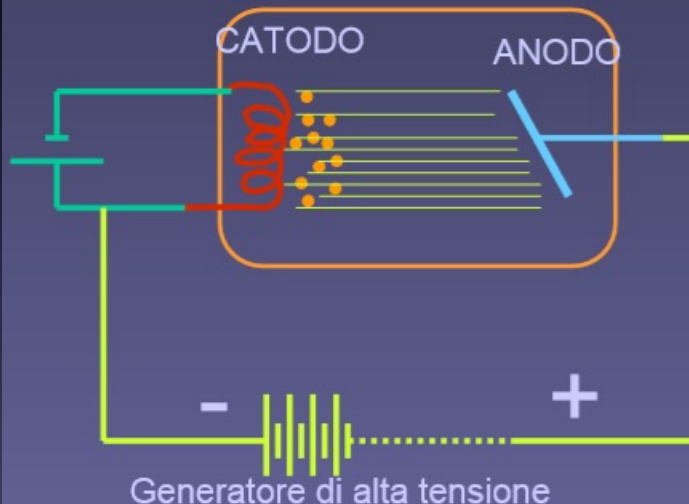 CATODO
ANODO
- +
Generatore di alta tensione